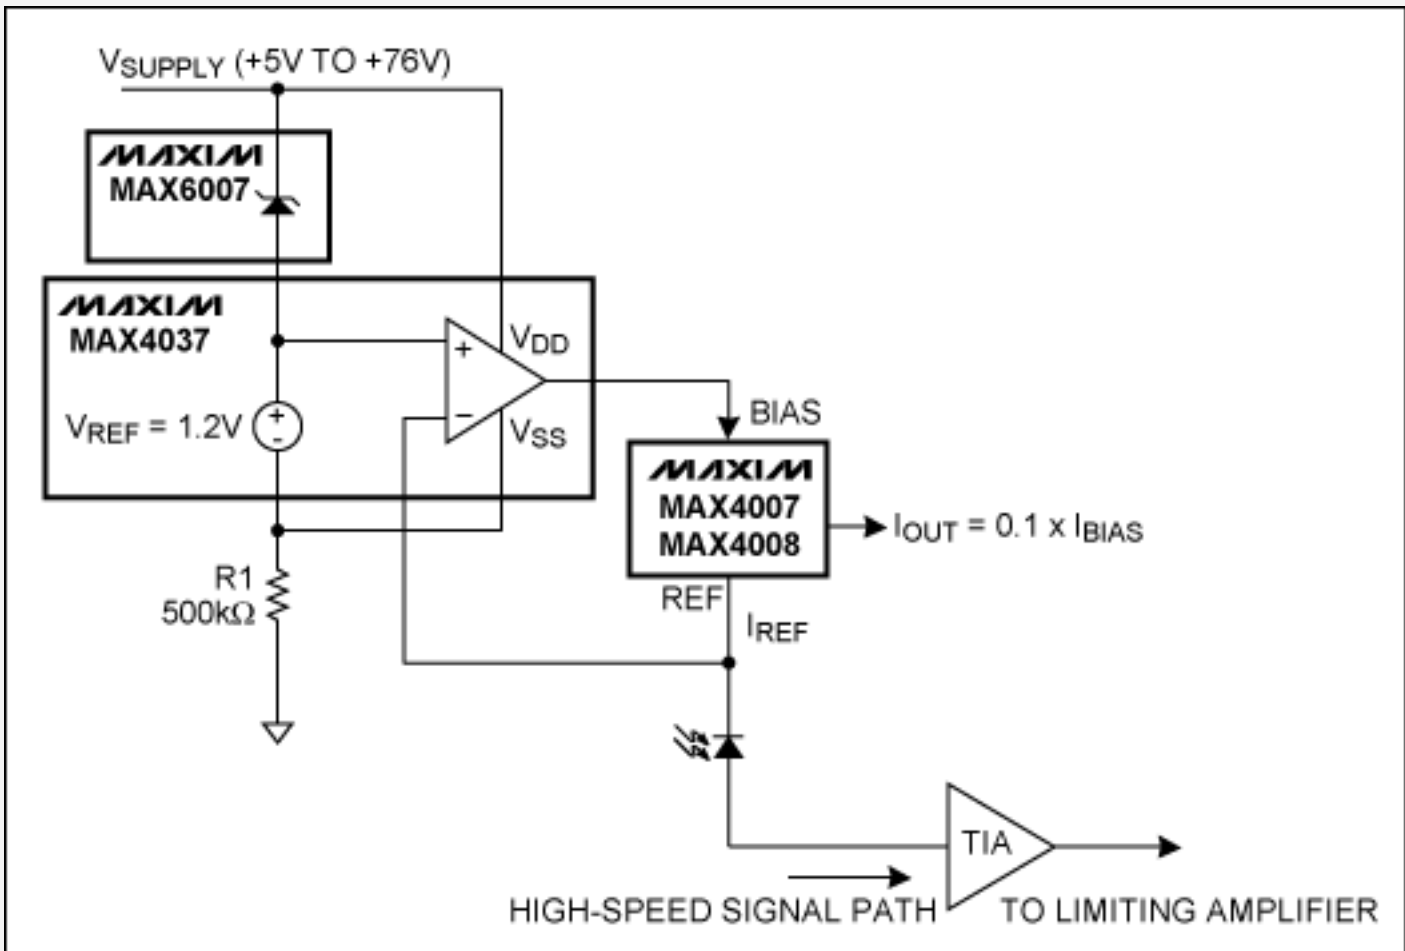 VSUPPLY (+5V TO +76V)
MAXIM
MAX6007
MAXIM
MAX4037
VREF = 1.2V
+
-
+
−
VDD
VSS
BIAS
MAXIM
MAX4007
MAX4008
IOUT = 0.1 x IBIAS
R1
500kΩ
REF
IREF
TIA
HIGH-SPEED SIGNAL PATH
TO LIMITING AMPLIFIER